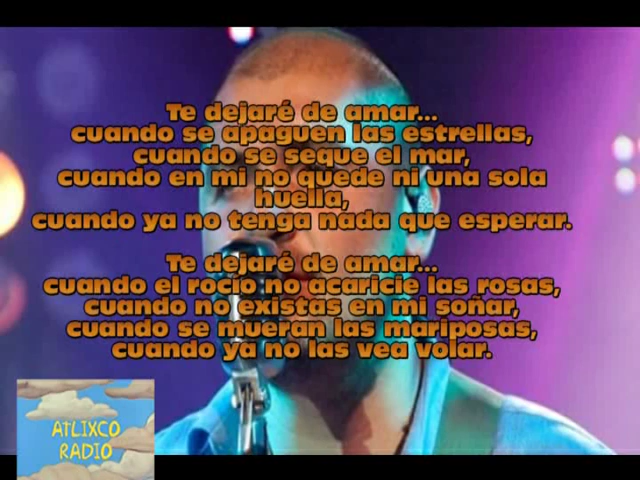 Te dejaré de amar...
cuando se apaguen las estrellas,
cuando se seque el mar,
cuando en mi no quede ni una sola
huella,
cuando ya no tenga nada que esperar.
Te dejaré de amar...
cuando el rocío no acaricie las rosas,
cuando no existas en mi soñar,
cuando se mueran las mariposas,
cuando ya no las vea volar.
ATLIXCO
RADIO